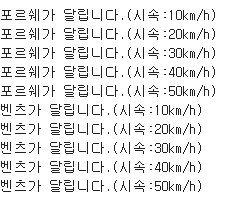 포르쉐가 달립니다.(시속:10km/h)
포르쉐가 달립니다.(시속:20km/h)
포르쉐가 달립니다.(시속:30km/h)
포르쉐가 달립니다.(시속:40km/h)
포르쉐가 달립니다.(시속:50km/h)
벤츠가 달립니다.(시속:10km/h)
벤츠가 달립니다.(시속:20km/h)
벤츠가 달립니다.(시속:30km/h)
벤츠가 달립니다.(시속:40km/h)
벤츠가 달립니다.(시속:50km/h)